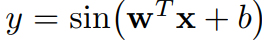 y = sin(𝐰ᵀ𝐱 + b)